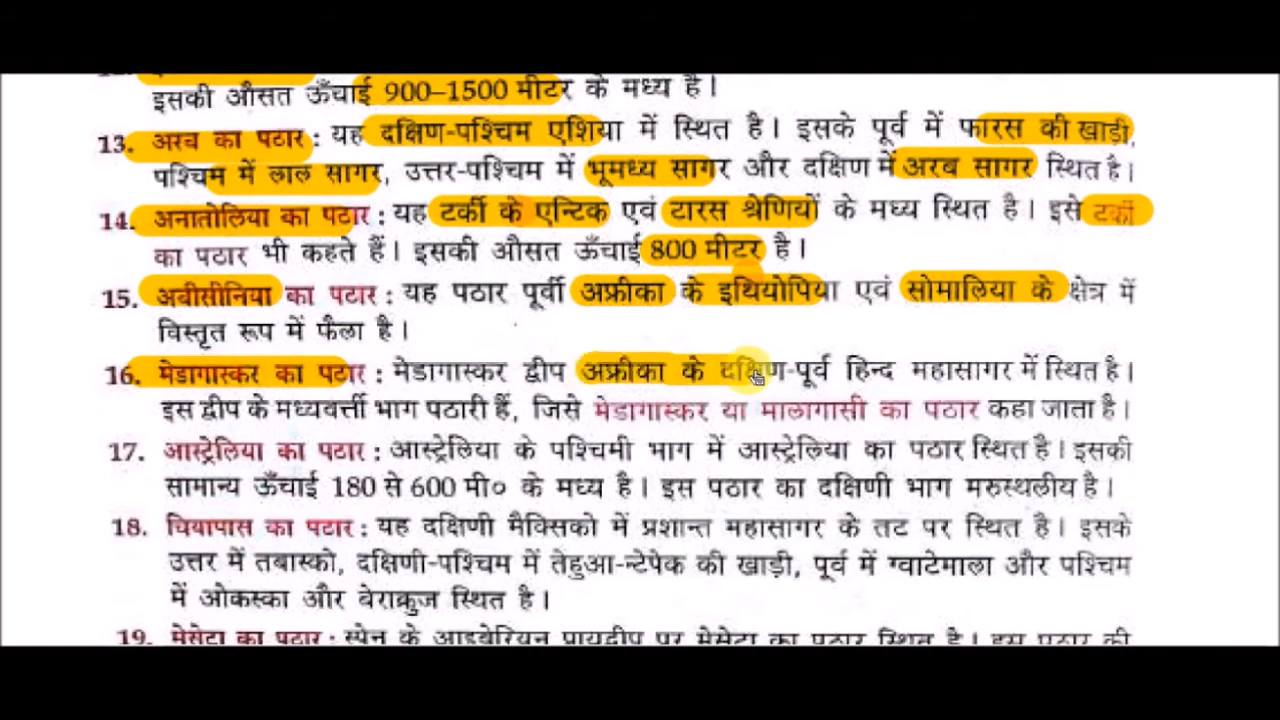 इसकी औसत ऊँचाई 900–1500 मीटर के मध्य है।
13. अरब का पठार : यह दक्षिण-पश्चिम एशिया में स्थित है। इसके पूर्व में फारस की खाड़ी,
पश्चिम में लाल सागर, उत्तर-पश्चिम में भूमध्य सागर और दक्षिण में अरब सागर स्थित है।
14. अनातोलिया का पठार : यह टर्की के एन्टिक एवं टारस श्रेणियों के मध्य स्थित है। इसे टर्की
का पठार भी कहते हैं। इसकी औसत ऊँचाई 800 मीटर है।
15. अबीसीनिया का पठार : यह पठार पूर्वी अफ्रीका के इथियोपिया एवं सोमालिया के क्षेत्र में
विस्तृत रूप में फैला है।
16. मेडागास्कर का पठार : मेडागास्कर द्वीप अफ्रीका के दक्षिण-पूर्व हिन्द महासागर में स्थित है।
इस द्वीप के मध्यवर्त्ती भाग पठारी हैं, जिसे मेडागास्कर या मालागासी का पठार कहा जाता है।
17. आस्ट्रेलिया का पठार : आस्ट्रेलिया के पश्चिमी भाग में आस्ट्रेलिया का पठार स्थित है। इसकी
सामान्य ऊँचाई 180 से 600 मी० के मध्य है। इस पठार का दक्षिणी भाग मरुस्थलीय है।
18. चियापास का पठार : यह दक्षिणी मैक्सिको में प्रशान्त महासागर के तट पर स्थित है। इसके
उत्तर में तबास्को, दक्षिणी-पश्चिम में तेहुआ-न्टेपेक की खाड़ी, पूर्व में ग्वाटेमाला और पश्चिम
में ओकस्का और बेराक्रुज स्थित है।
19. मेसेटा का पठार : स्पेन के आइबेरियन प्रायद्वीप पर मेसेटा का पठार स्थित है। इस पठार की